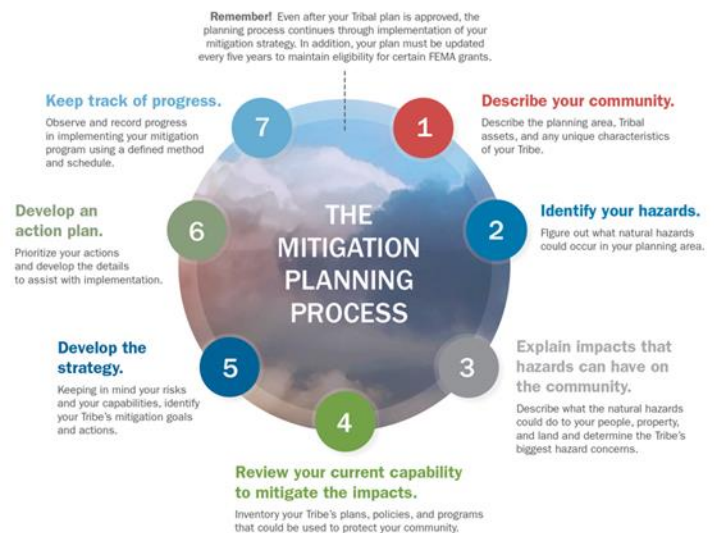 Remember! Even after your Tribal plan is approved, the
planning process continues through implementation of your
mitigation strategy. In addition, your plan must be updated
every five years to maintain eligibility for certain FEMA grants.
THE
MITIGATION
PLANNING
PROCESS
1
Describe your community.
Describe the planning area, Tribal
assets, and any unique characteristics
of your Tribe.
2
Identify your hazards.
Figure out what natural hazards
could occur in your planning area.
3
Explain impacts that
hazards can have on
the community.
Describe what the natural hazards
could do to your people, property,
and land and determine the Tribe's
biggest hazard concerns.
4
Review your current capability
to mitigate the impacts.
Inventory your Tribe's plans, policies, and programs
that could be used to protect your community.
5
Develop the
strategy.
Keeping in mind your risks
and your capabilities, identify
your Tribe's mitigation goals
and actions.
6
Develop an
action plan.
Prioritize your actions
and develop the details
to assist with implementation.
7
Keep track of progress.
Observe and record progress
in implementing your mitigation
program using a defined method
and schedule.